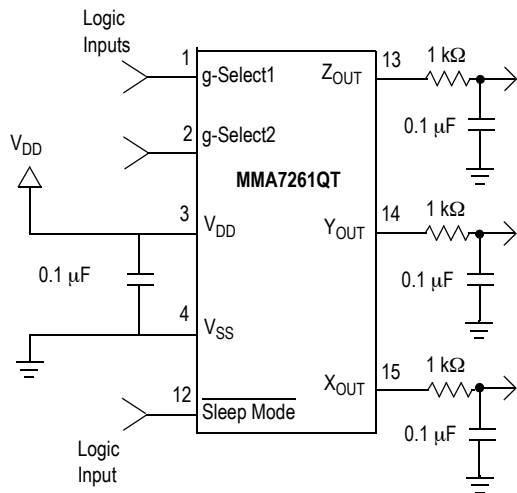 Logic
Inputs
1
g-Select1
2
g-Select2
V_DD
MMA7261QT
3
V_DD
0.1 μF
4
V_SS
12
Sleep Mode
Logic
Input
Z_OUT
13
1 kΩ
0.1 μF
Y_OUT
14
1 kΩ
0.1 μF
X_OUT
15
1 kΩ
0.1 μF